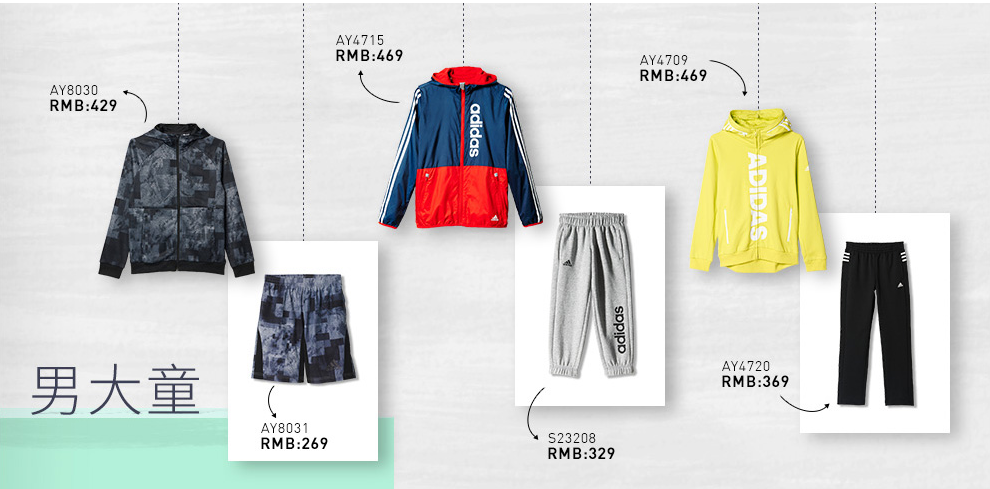 AY4715
RMB:469
AY4709
RMB:469
AY8030
RMB:429
adidas
ADIDAS
adidas
AY4720
RMB:369
男大童
AY8031
RMB:269
S23208
RMB:329